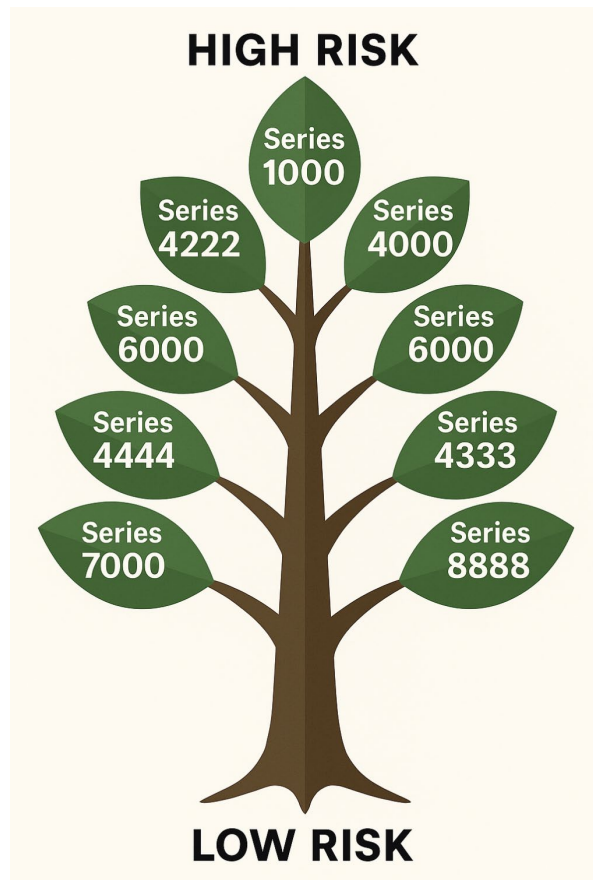 HIGH RISK
Series
1000
Series
4222
Series
4000
Series
6000
Series
6000
Series
4444
Series
4333
Series
7000
Series
8888
LOW RISK